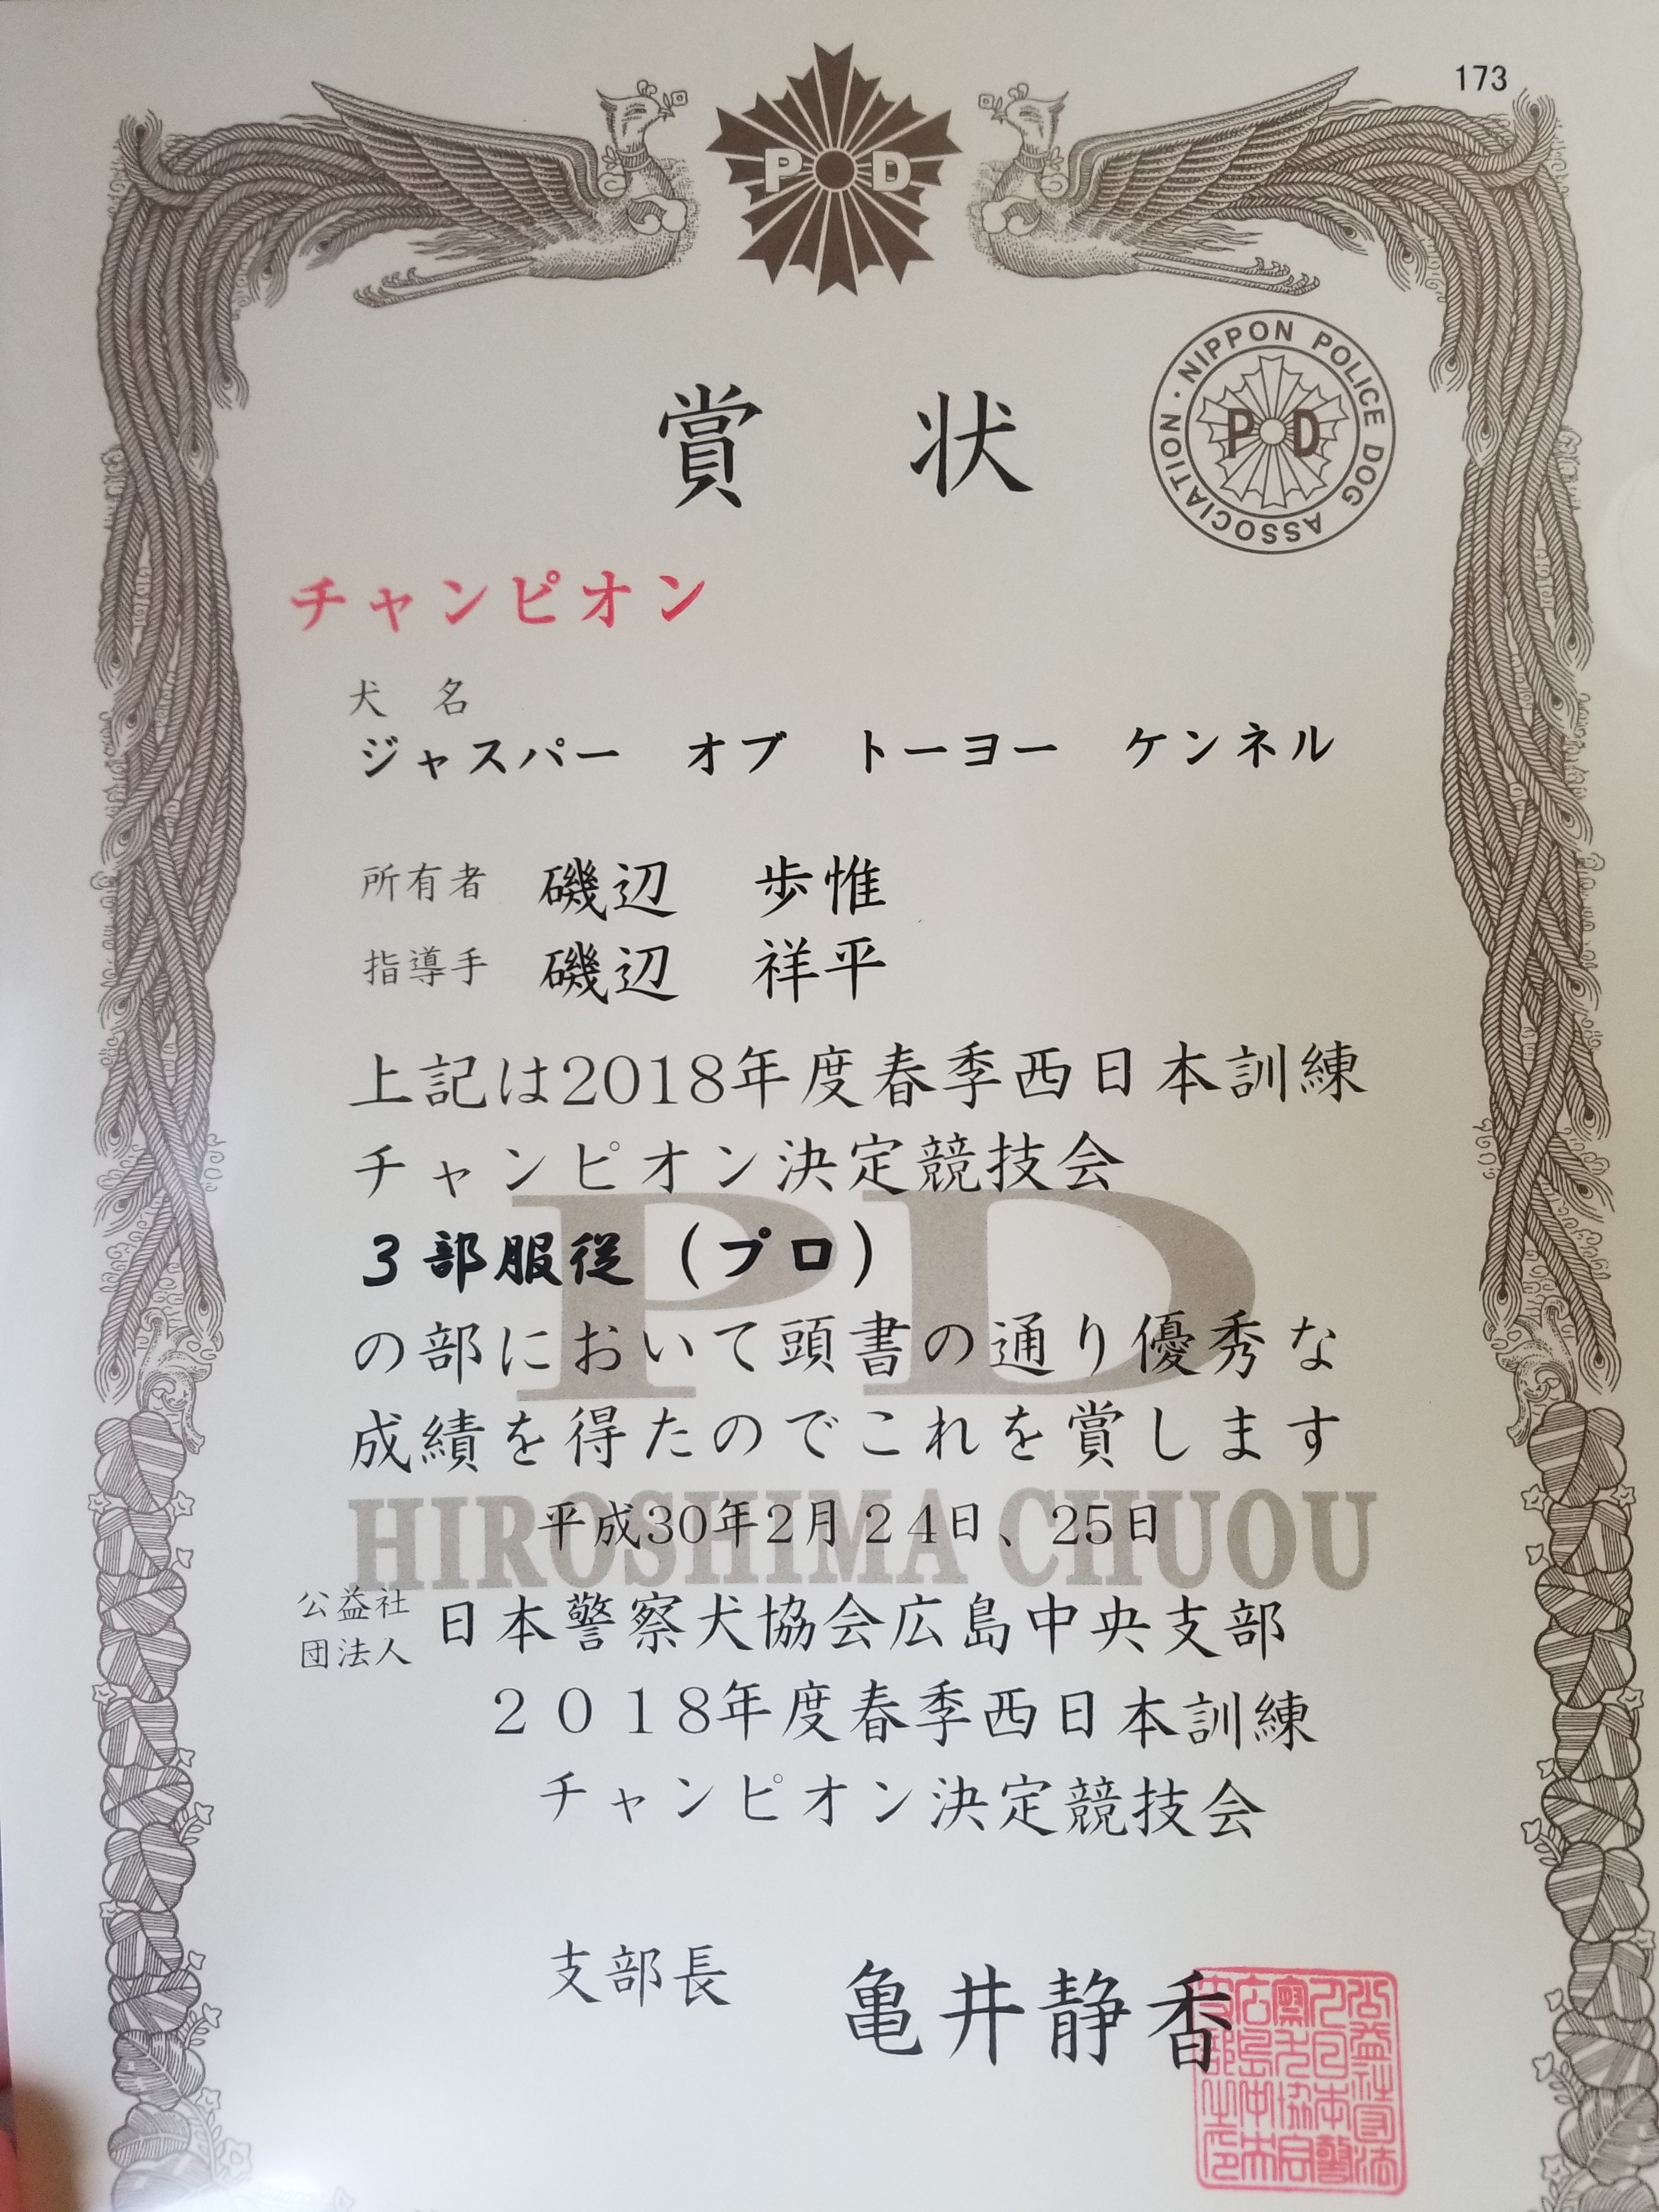 173
P D
NIPPON POLICE DOG ASSOCIATION
P D
賞 状
チャンピオン
犬 名
ジャスパー オブ トーヨー ケンネル
所有者 磯辺 歩惟
指導手 磯辺 祥平
上記は2018年度春季西日本訓練
チャンピオン決定競技会
3部服従(プロ)
の部において頭書の通り優秀な
成績を得たのでこれを賞します
PD
HIROSHIMA CHUOU
平成30年2月24日、25日
公益社団法人 日本警察犬協会広島中央支部
2018年度春季西日本訓練
チャンピオン決定競技会
支部長 亀井静香